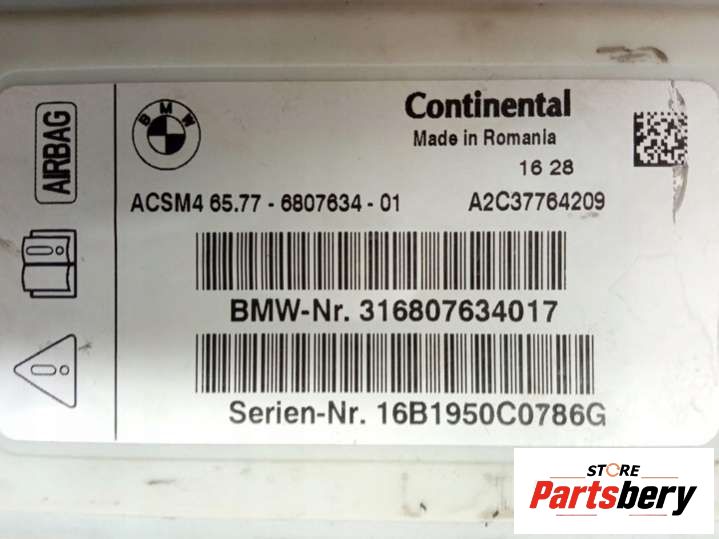 AIRBAG
BMW
Continental
Made in Romania
16 28
ACSM4 65.77 - 6807634 - 01 A2C37764209
BMW-Nr. 316807634017
Serien-Nr. 16B1950C0786G
STORE
Partsbery